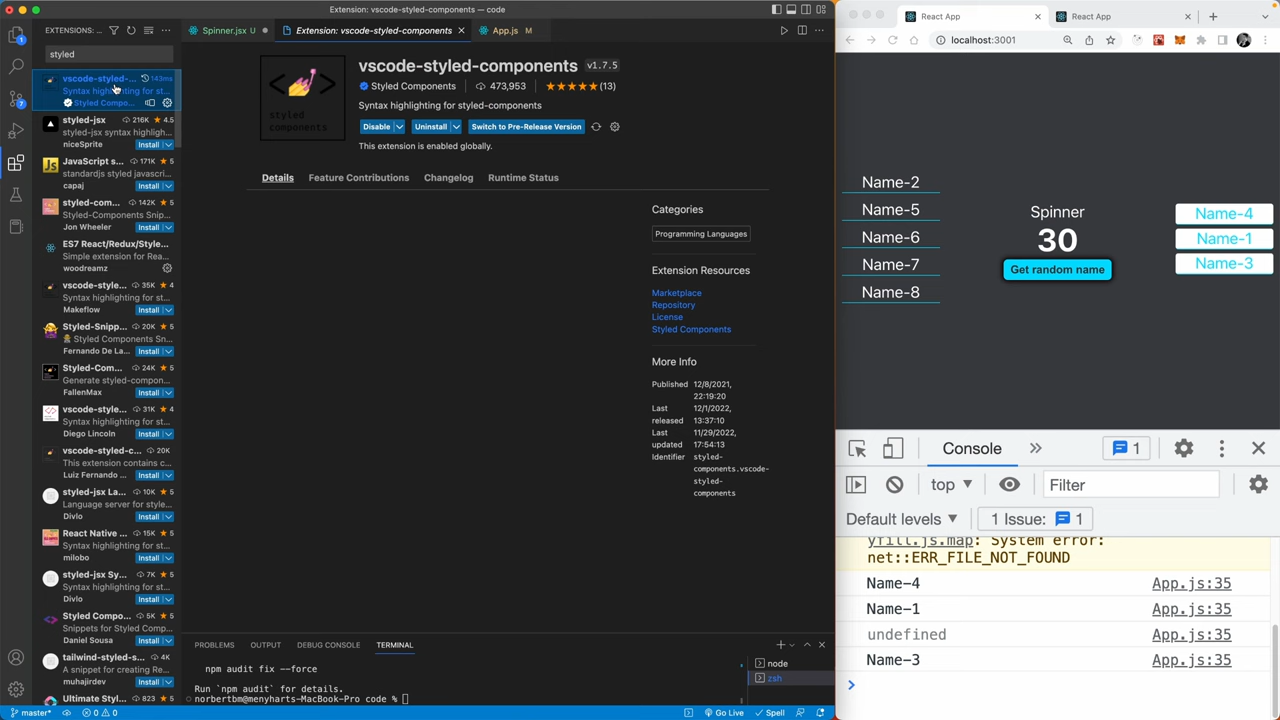 Extension: vscode-styled-components — code
EXTENSIONS: ...
styled
vscode-styled-... 143ms
Syntax highlighting for st...
Styled Compo...
styled-jsx 216K 4.5
styled-jsx syntax highligh...
niceSprite Install
JavaScript s... 171K 5
standardjs styled javascri...
capaj Install
styled-com... 142K 5
Styled-Components Snip...
Jon Wheeler Install
ES7 React/Redux/Style...
Simple extension for Rea...
woodreamz
vscode-style... 35K 4
Syntax highlighting for st...
Makeflow Install
Styled-Snipp... 20K 5
Styled Components Sn...
Fernando De La... Install
Styled-Com... 24K 5
Generate styled-compon...
FallenMax Install
vscode-style... 31K 4
Syntax highlighting for st...
Diego Lincoln Install
vscode-styled-c... 20K
This extension contains c...
Luiz Fernando ... Install
styled-jsx La... 10K 5
Language server for style...
Divlo Install
React Native ... 15K 5
Syntax highlighting for st...
milobo Install
styled-jsx Sy... 7K 5
Syntax highlighting for st...
Divlo Install
Styled Compo... 5K 5
Snippets for Styled Comp...
Daniel Sousa Install
tailwind-styled-s... 4K
A snippet for creating Re...
muhajirdev Install
Ultimate Styl... 823 5
Spinner.jsx U Extension: vscode-styled-components App.js M
styled
components
vscode-styled-components v1.7.5
Styled Components 473,953 ★★★★★(13)
Syntax highlighting for styled-components
Disable Uninstall Switch to Pre-Release Version
This extension is enabled globally.
Details Feature Contributions Changelog Runtime Status
Categories
Programming Languages
Extension Resources
Marketplace
Repository
License
Styled Components
More Info
Published 12/8/2021,
22:19:20
Last 12/1/2022,
released 13:37:10
Last 11/29/2022,
updated 17:54:13
Identifier styled-
components.vscode-
styled-
components
PROBLEMS OUTPUT DEBUG CONSOLE TERMINAL
npm audit fix --force
Run `npm audit` for details.
norbertbm@menyharts-MacBook-Pro code %
node
zsh
master* 0 0 Go Live Spell
1
7
React App React App
localhost:3001
Name-2
Name-5
Name-6
Name-7
Name-8
Spinner
30
Get random name
Name-4
Name-1
Name-3
Console » 1
top Filter
Default levels 1 Issue: 1
yfill.js.map: System error:
net::ERR_FILE_NOT_FOUND
Name-4 App.js:35
Name-1 App.js:35
undefined App.js:35
Name-3 App.js:35